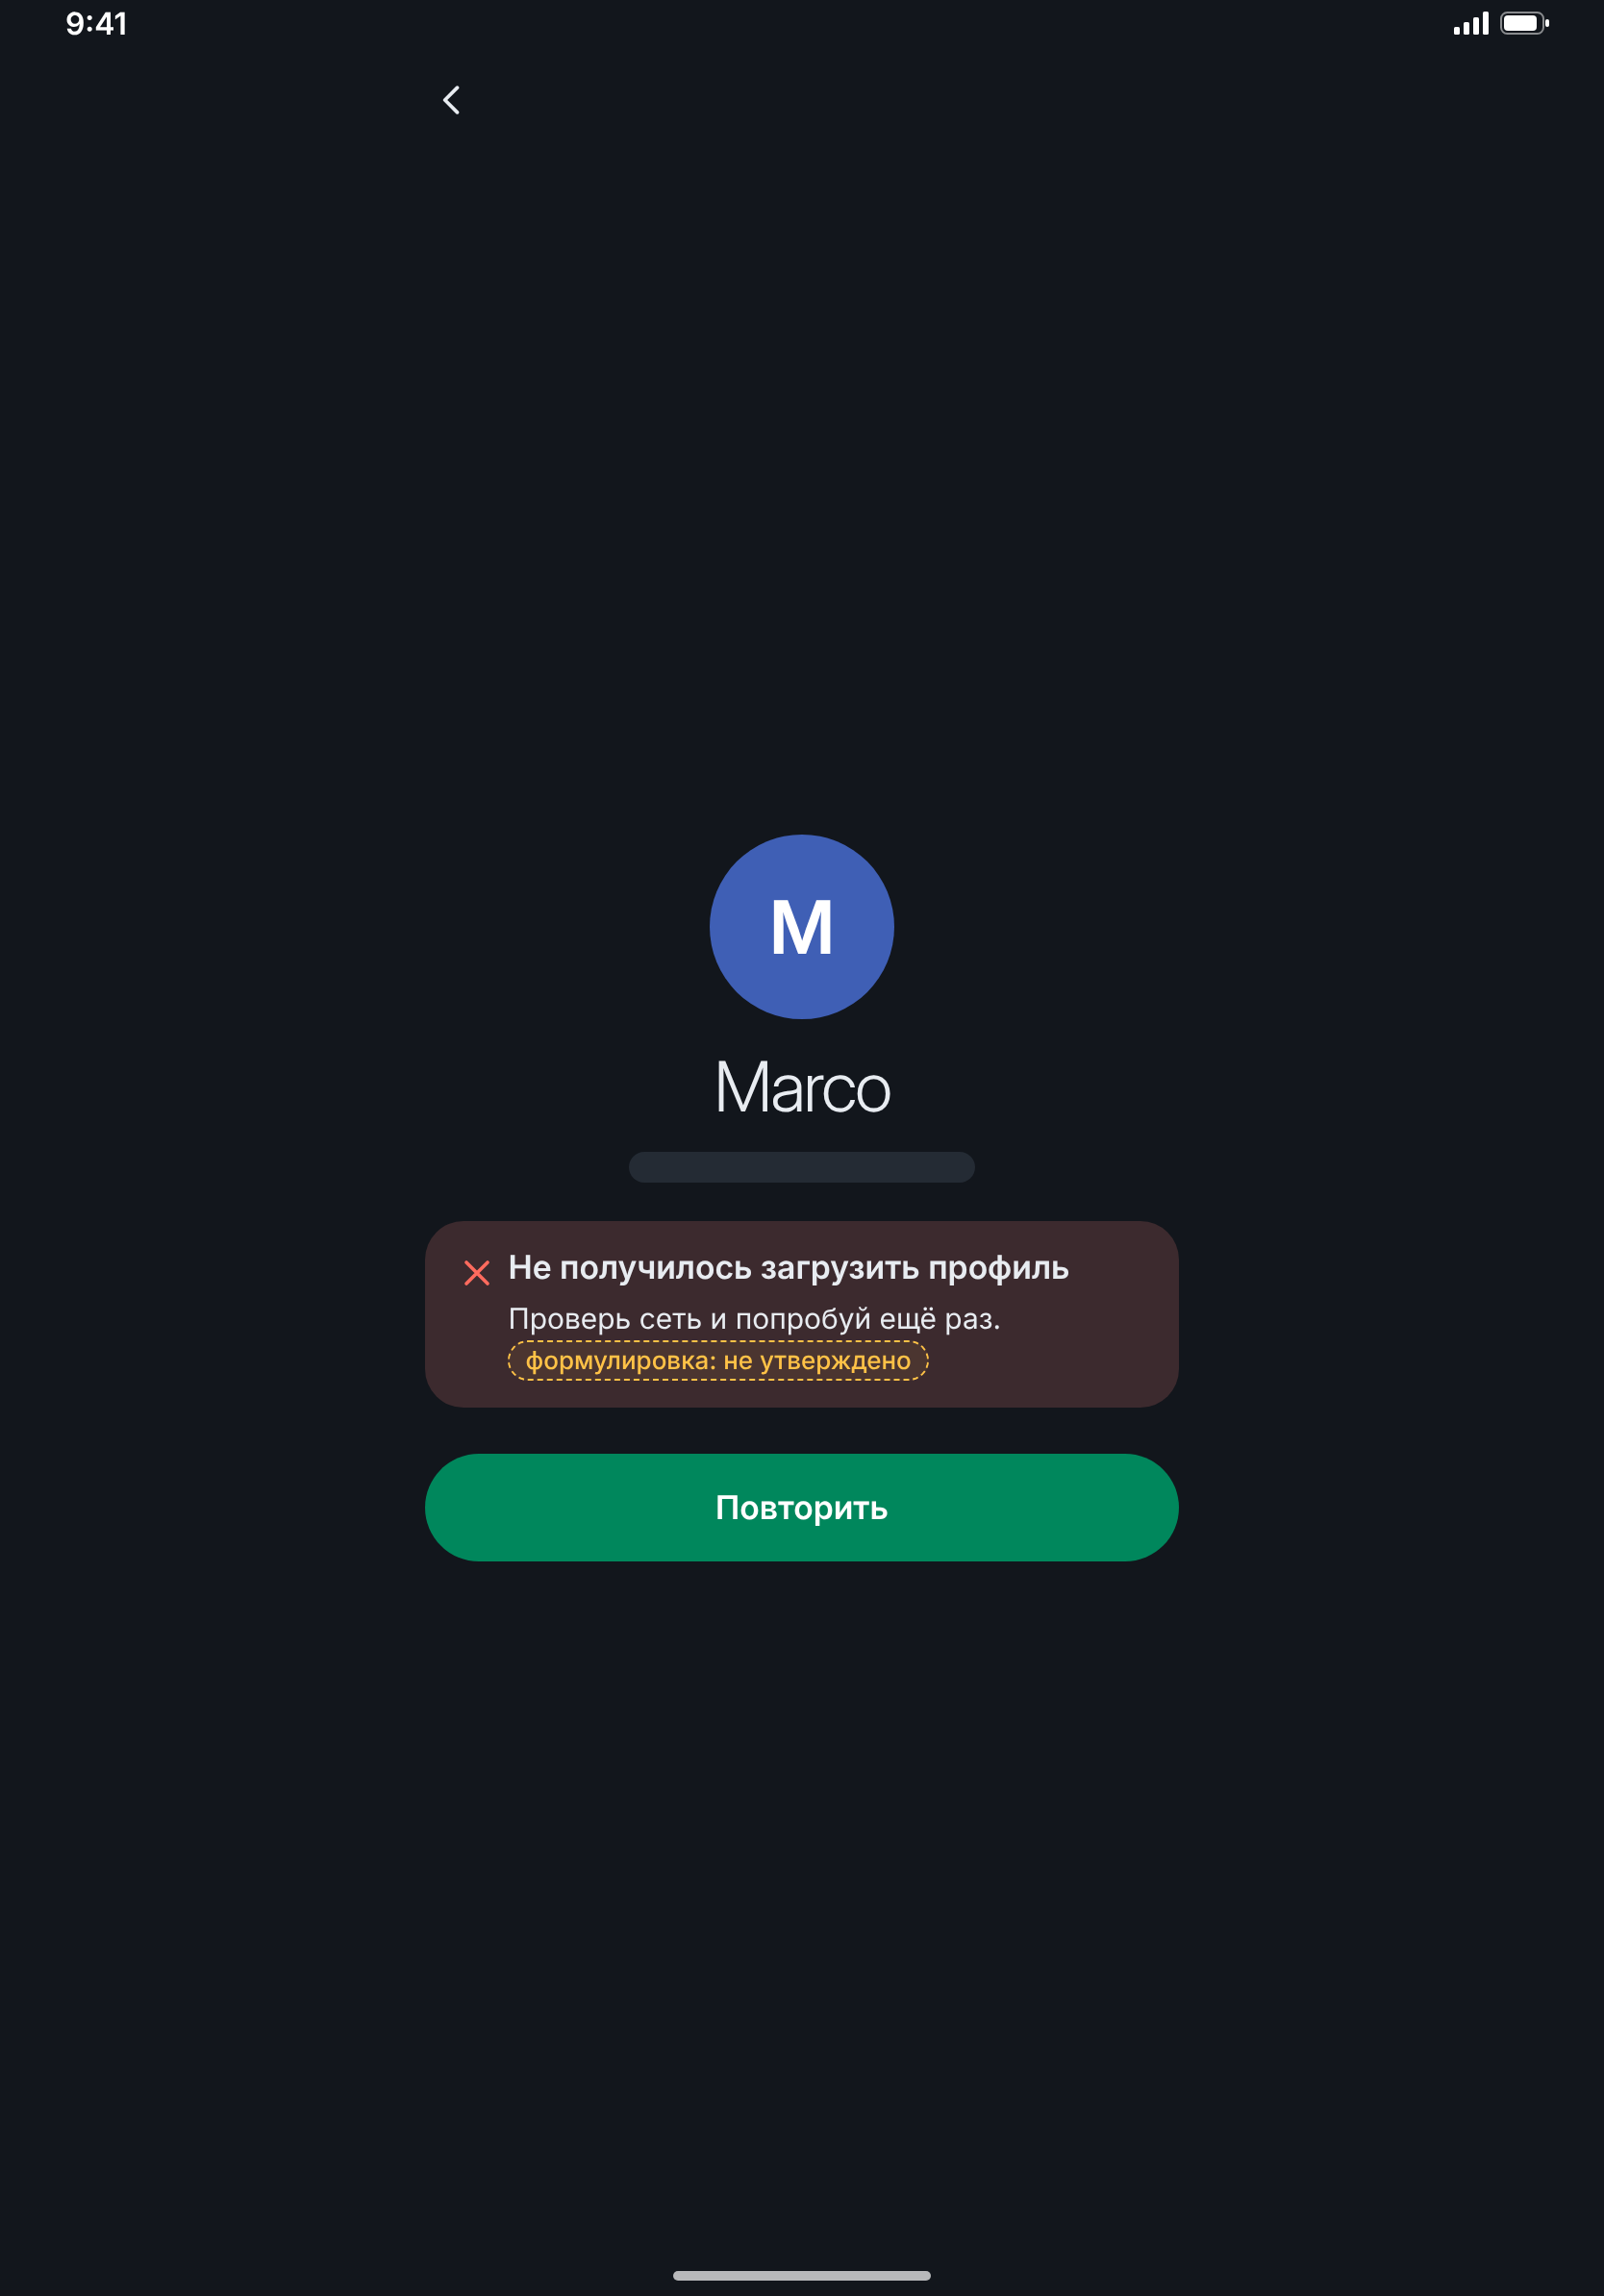 9:41
M
Marco
Не получилось загрузить профиль
Проверь сеть и попробуй ещё раз.
формулировка: не утверждено
Повторить